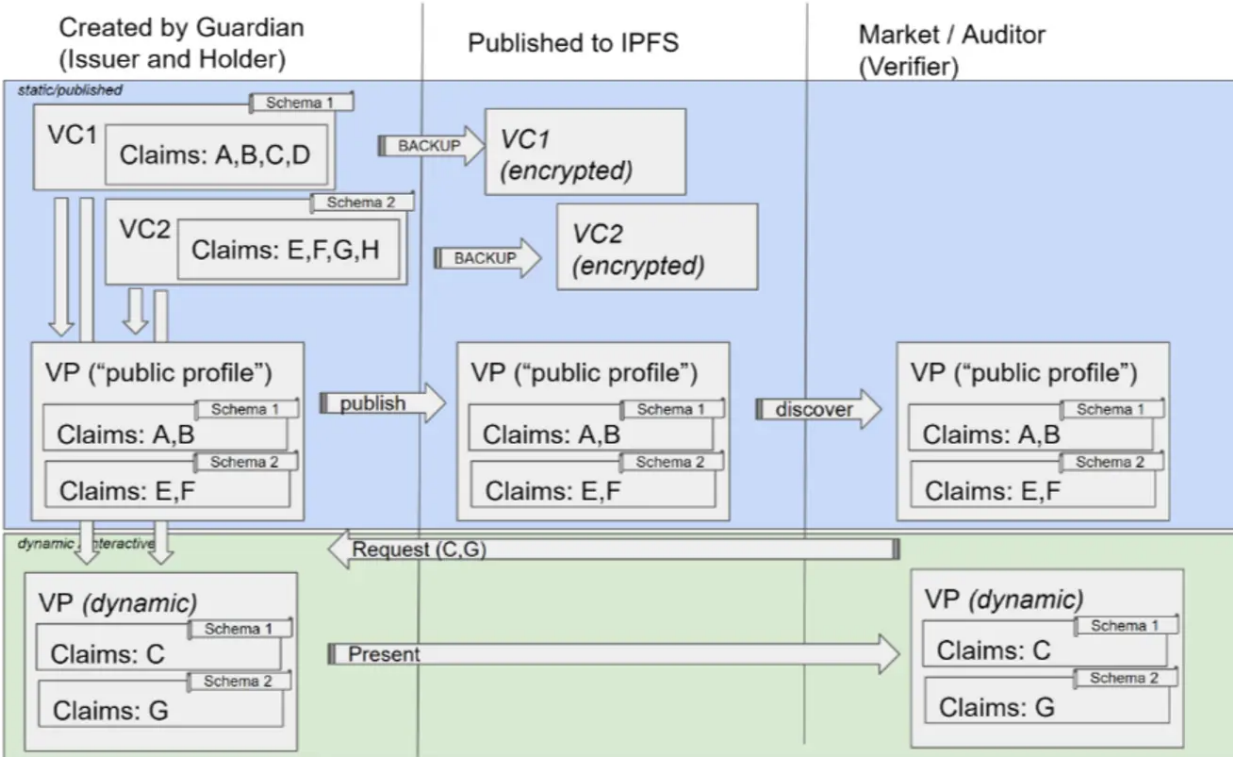 Created by Guardian
(Issuer and Holder)
Published to IPFS
Market / Auditor
(Verifier)
static/published
Schema 1
VC1
Claims: A,B,C,D
BACKUP
VC1
(encrypted)
Schema 2
VC2
Claims: E,F,G,H
BACKUP
VC2
(encrypted)
VP (“public profile”)
Schema 1
Claims: A,B
Schema 2
Claims: E,F
publish
VP (“public profile”)
Schema 1
Claims: A,B
Schema 2
Claims: E,F
discover
VP (“public profile”)
Schema 1
Claims: A,B
Schema 2
Claims: E,F
dynamic
Request (C,G)
VP (dynamic)
Schema 1
Claims: C
Schema 2
Claims: G
Present
VP (dynamic)
Schema 1
Claims: C
Schema 2
Claims: G